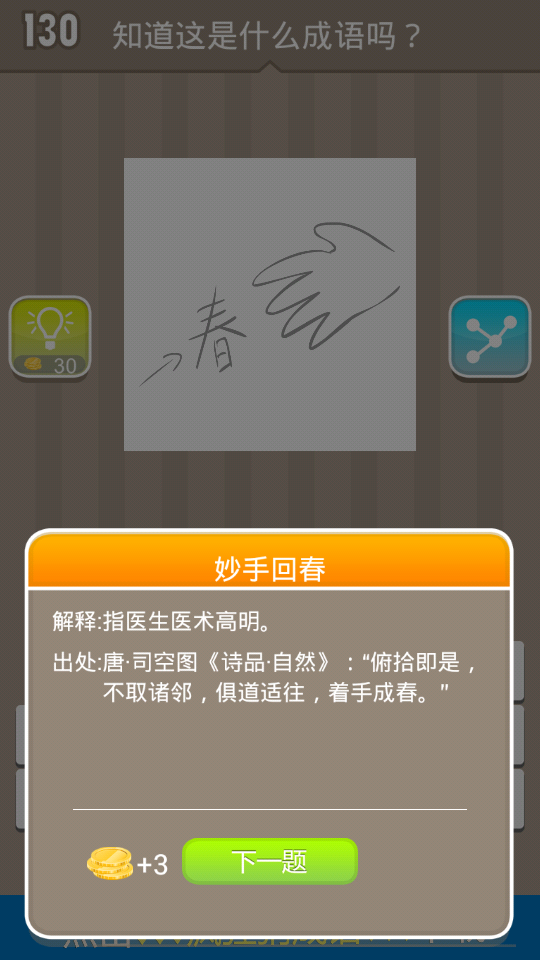 130
知道这是什么成语吗？
春
30
妙手回春
解释:指医生医术高明。
出处:唐·司空图《诗品·自然》："俯拾即是，
不取诸邻，俱道适往，着手成春。"
+3
下一题